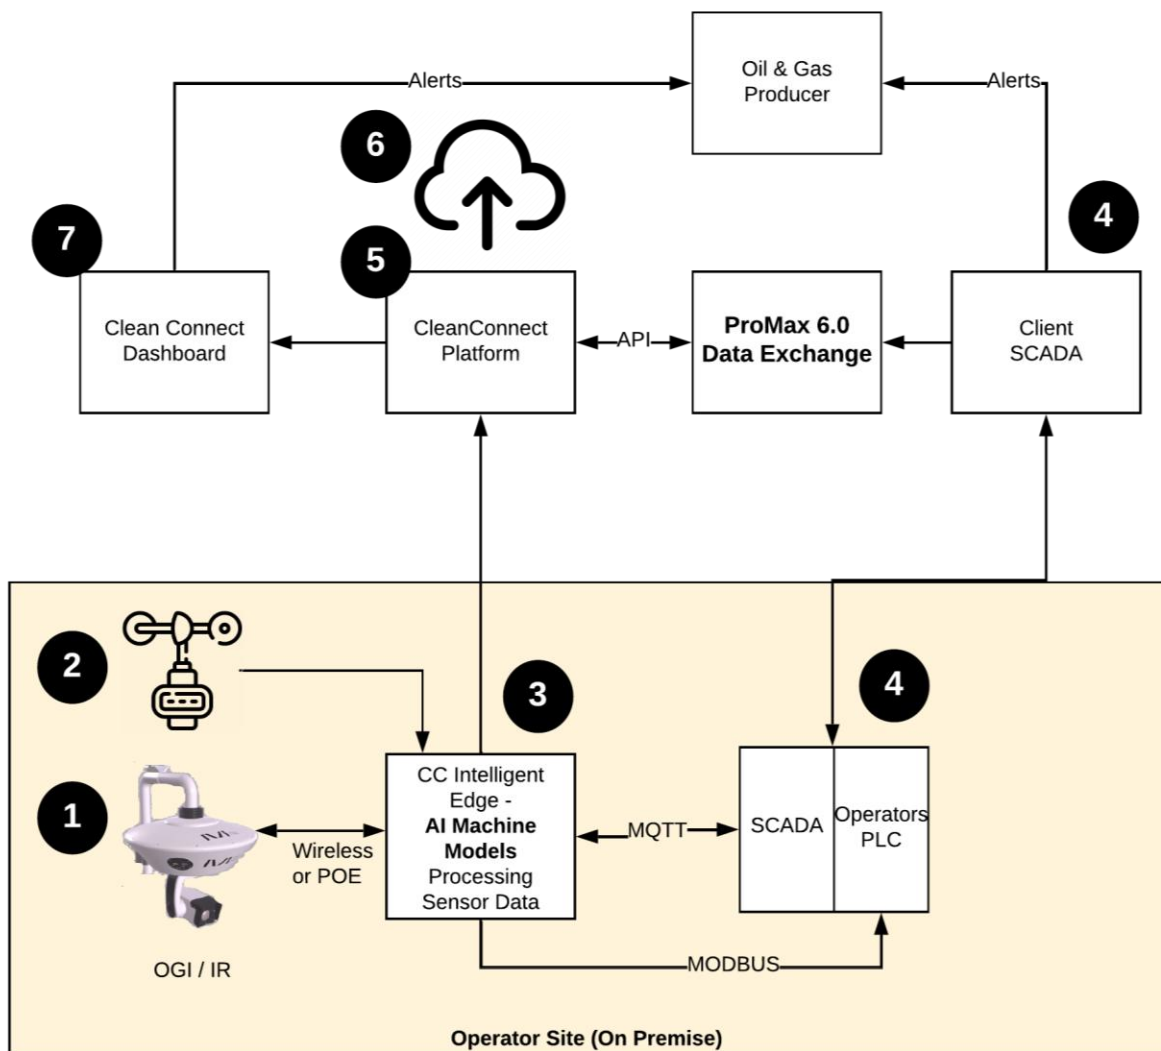 Oil & Gas
Producer
Alerts
Alerts
6
4
7
5
Clean Connect
Dashboard
CleanConnect
Platform
API
ProMax 6.0
Data Exchange
Client
SCADA
2
3
4
1
Wireless
or POE
OGI / IR
CC Intelligent
Edge -
AI Machine
Models
Processing
Sensor Data
MQTT
SCADA
Operators
PLC
MODBUS
Operator Site (On Premise)